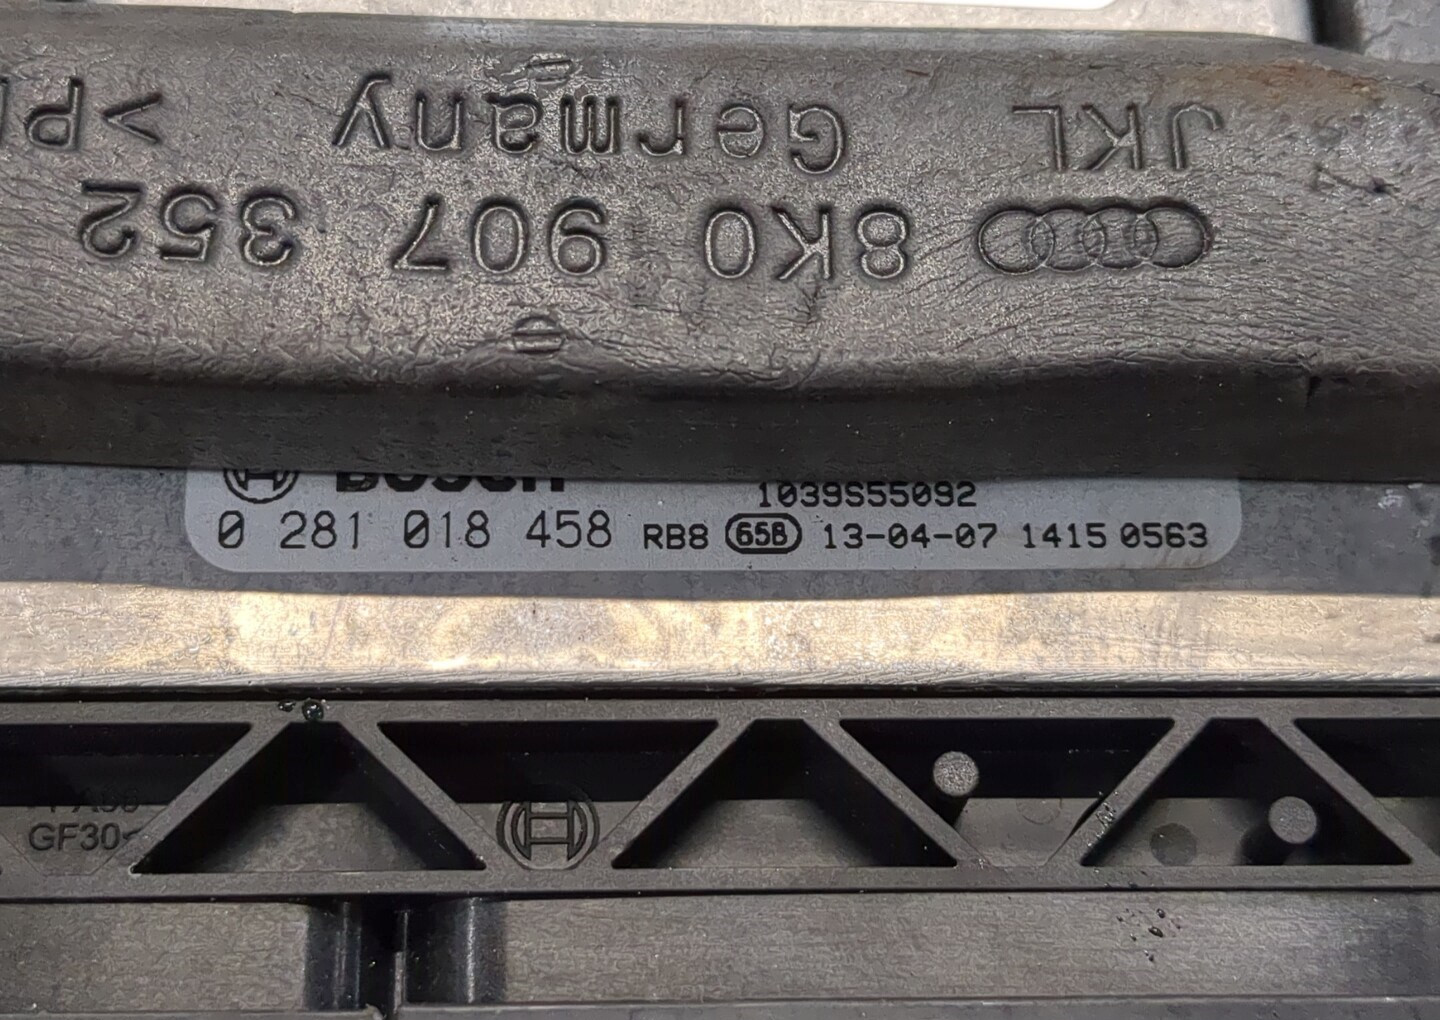 JKL Germany >P
8K0 907 352
BOSCH
1039S55092
0 281 018 458 RB8 65B 13-04-07 1415 0563
GF30<